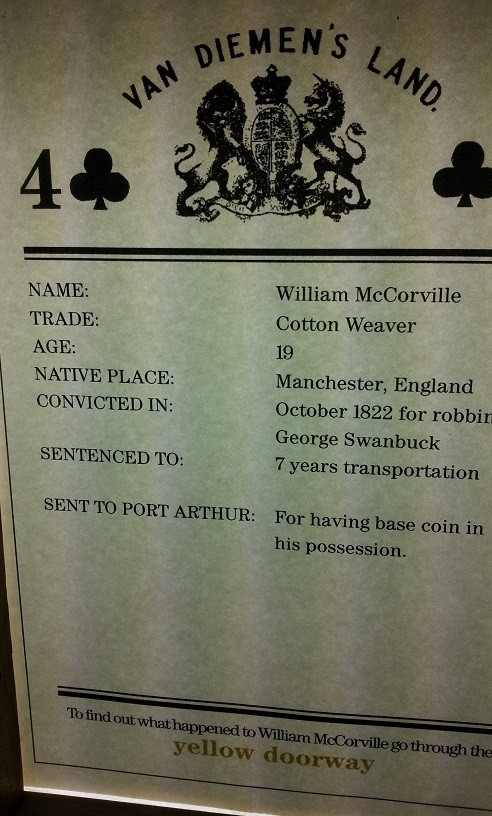 VAN DIEMEN'S LAND.
4
NAME: William McCorville
TRADE: Cotton Weaver
AGE: 19
NATIVE PLACE: Manchester, England
CONVICTED IN: October 1822 for robbin
George Swanbuck
SENTENCED TO: 7 years transportation
SENT TO PORT ARTHUR: For having base coin in
his possession.
To find out what happened to William McCorville go through the
yellow doorway